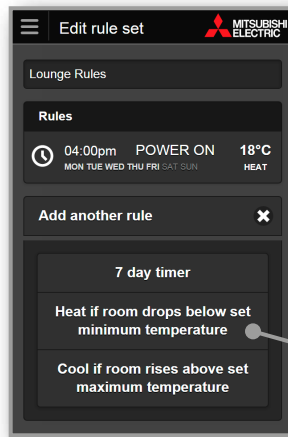 Edit rule set
MITSUBISHI
ELECTRIC
Lounge Rules
Rules
04:00pm POWER ON 18°C
MON TUE WED THU FRI SAT SUN HEAT
Add another rule
7 day timer
Heat if room drops below set
minimum temperature
Cool if room rises above set
maximum temperature